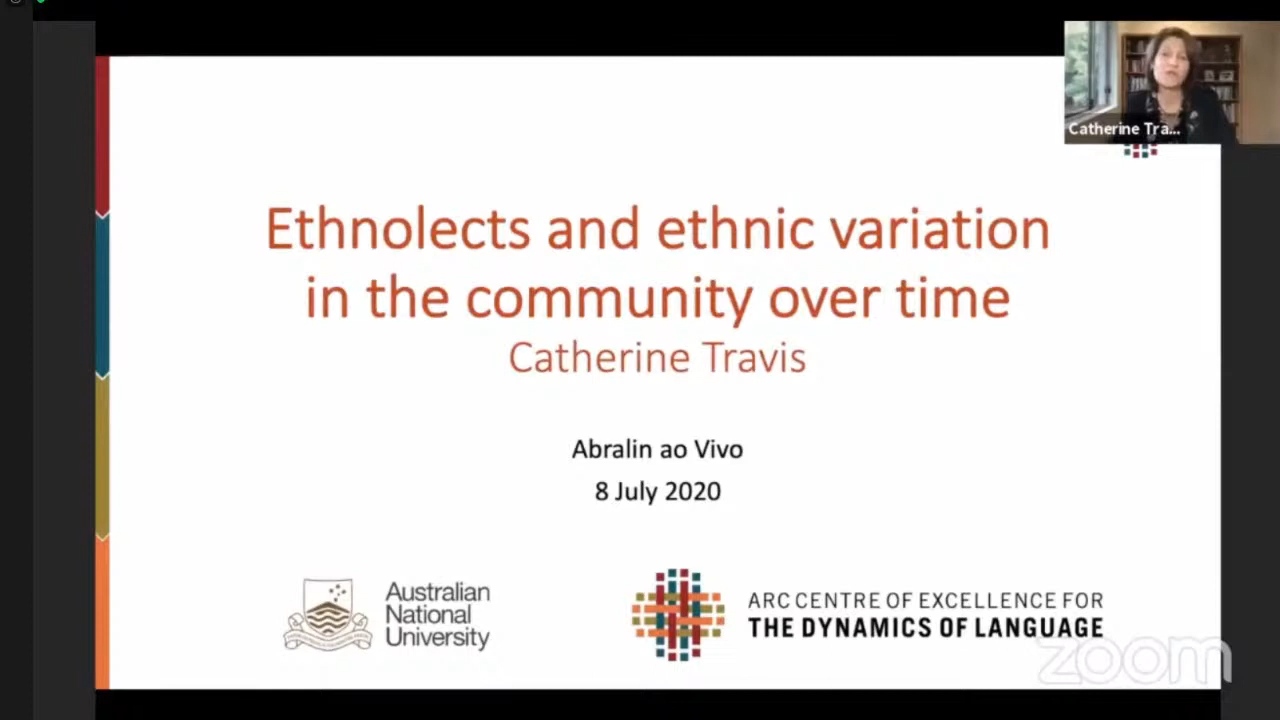 Catherine Tra...
Ethnolects and ethnic variation
in the community over time
Catherine Travis
Abralin ao Vivo
8 July 2020
Australian
National
University
ARC CENTRE OF EXCELLENCE FOR
THE DYNAMICS OF LANGUAGE
zoom